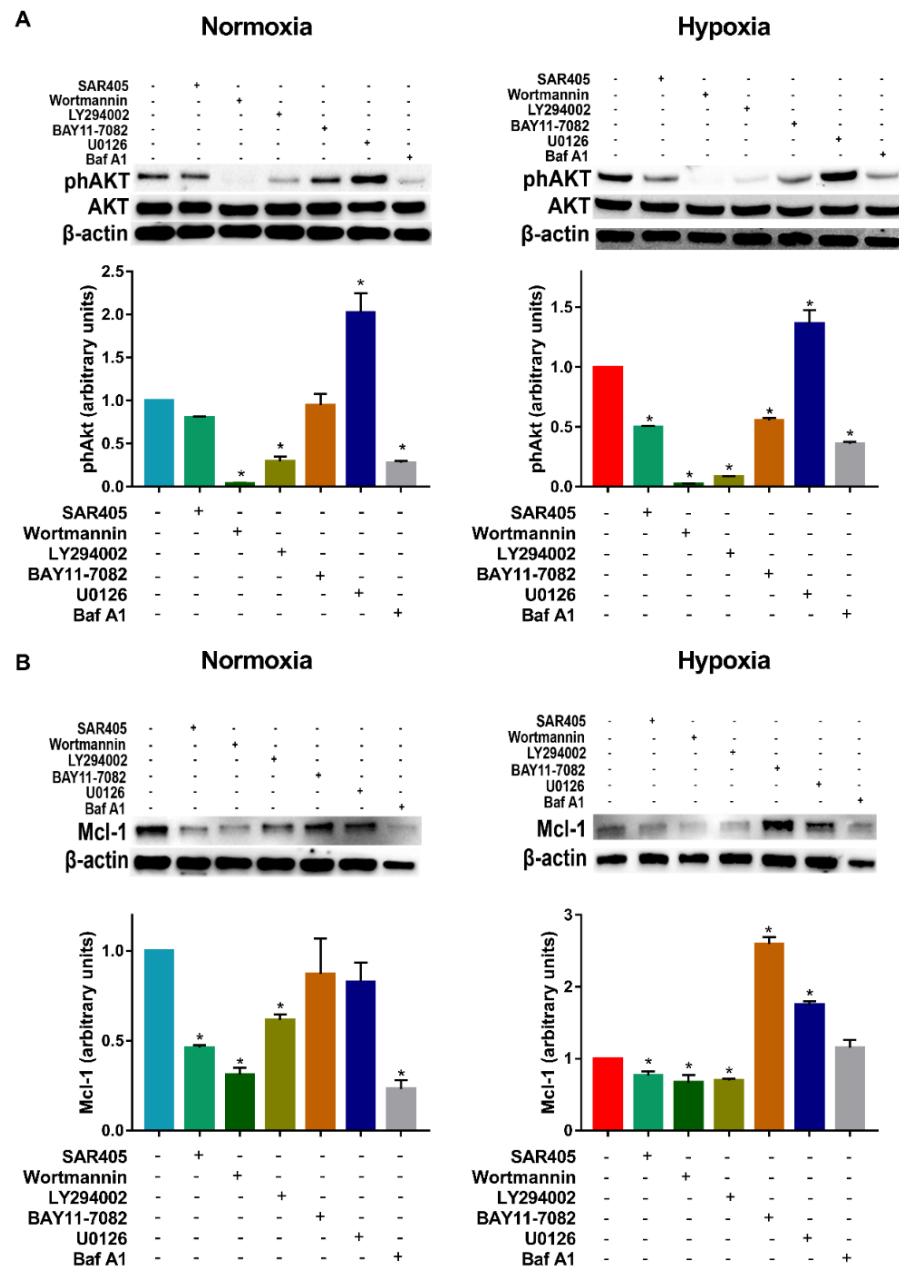 A
Normoxia
SAR405 - + - - - - -
Wortmannin - - + - - - -
LY294002 - - - + - - -
BAY11-7082 - - - - + - -
U0126 - - - - - + -
Baf A1 - - - - - - +
phAKT
AKT
β-actin
phAkt (arbitrary units)
2.5
2.0
1.5
1.0
0.5
0.0
* * * *
SAR405 - + - - - - -
Wortmannin - - + - - - -
LY294002 - - - + - - -
BAY11-7082 - - - - + - -
U0126 - - - - - + -
Baf A1 - - - - - - +
Hypoxia
SAR405 - + - - - - -
Wortmannin - - + - - - -
LY294002 - - - + - - -
BAY11-7082 - - - - + - -
U0126 - - - - - + -
Baf A1 - - - - - - +
phAKT
AKT
β-actin
phAkt (arbitrary units)
1.5
1.0
0.5
0.0
* * * * * *
SAR405 - + - - - - -
Wortmannin - - + - - - -
LY294002 - - - + - - -
BAY11-7082 - - - - + - -
U0126 - - - - - + -
Baf A1 - - - - - - +
B
Normoxia
SAR405 - + - - - - -
Wortmannin - - + - - - -
LY294002 - - - + - - -
BAY11-7082 - - - - + - -
U0126 - - - - - + -
Baf A1 - - - - - - +
Mcl-1
β-actin
Mcl-1 (arbitrary units)
1.0
0.5
0.0
* * * *
SAR405 - + - - - - -
Wortmannin - - + - - - -
LY294002 - - - + - - -
BAY11-7082 - - - - + - -
U0126 - - - - - + -
Baf A1 - - - - - - +
Hypoxia
SAR405 - + - - - - -
Wortmannin - - + - - - -
LY294002 - - - + - - -
BAY11-7082 - - - - + - -
U0126 - - - - - + -
Baf A1 - - - - - - +
Mcl-1
β-actin
Mcl-1 (arbitrary units)
3
2
1
0
* * * * *
SAR405 - + - - - - -
Wortmannin - - + - - - -
LY294002 - - - + - - -
BAY11-7082 - - - - + - -
U0126 - - - - - + -
Baf A1 - - - - - - +